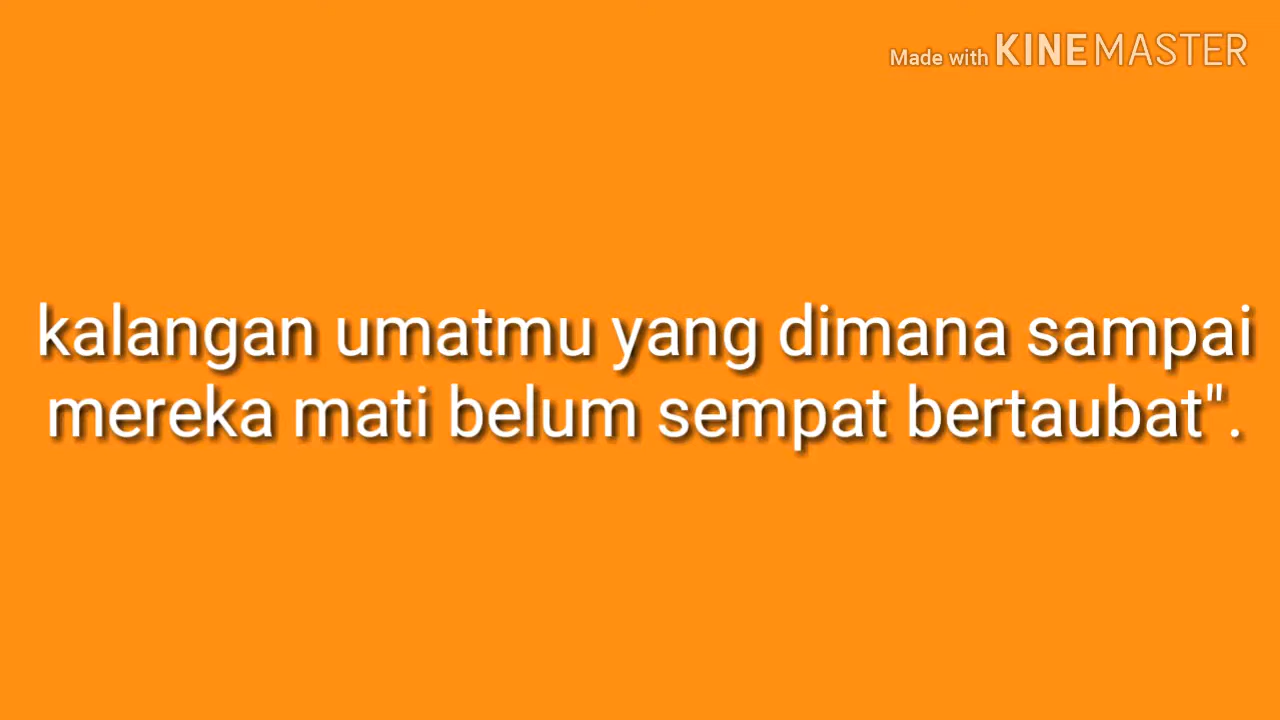 Made with KINEMASTER
kalangan umatmu yang dimana sampai
mereka mati belum sempat bertaubat".